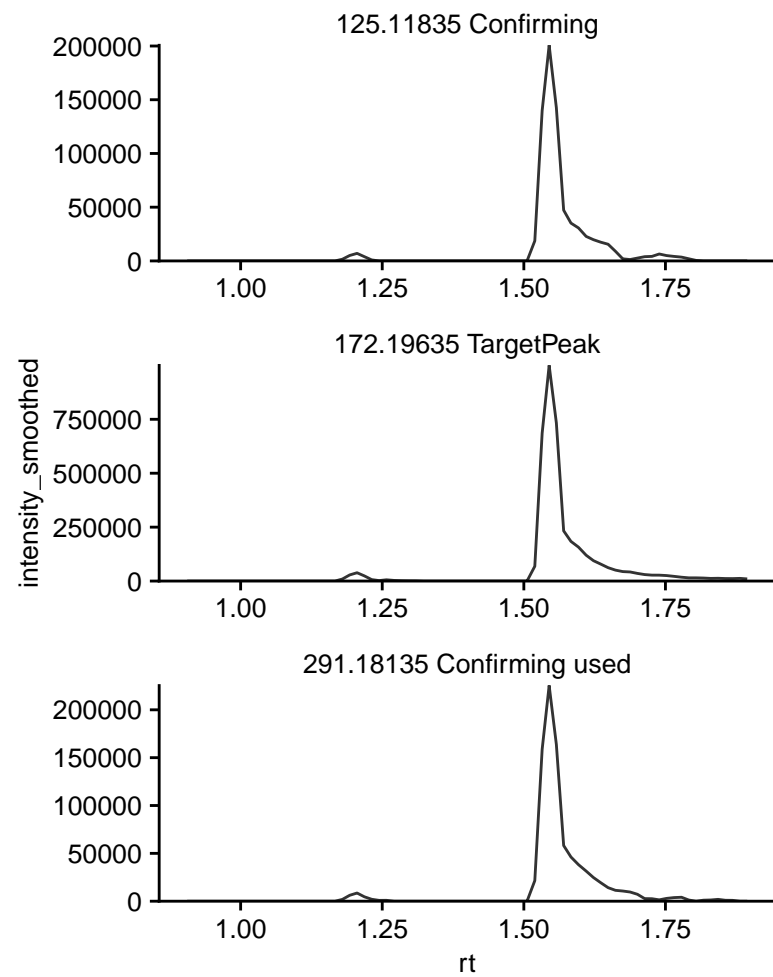 125.11835 Confirming
200000
150000
100000
50000
0
1.00 1.25 1.50 1.75
172.19635 TargetPeak
intensity_smoothed
750000
500000
250000
0
1.00 1.25 1.50 1.75
291.18135 Confirming used
200000
150000
100000
50000
0
1.00 1.25 1.50 1.75
rt